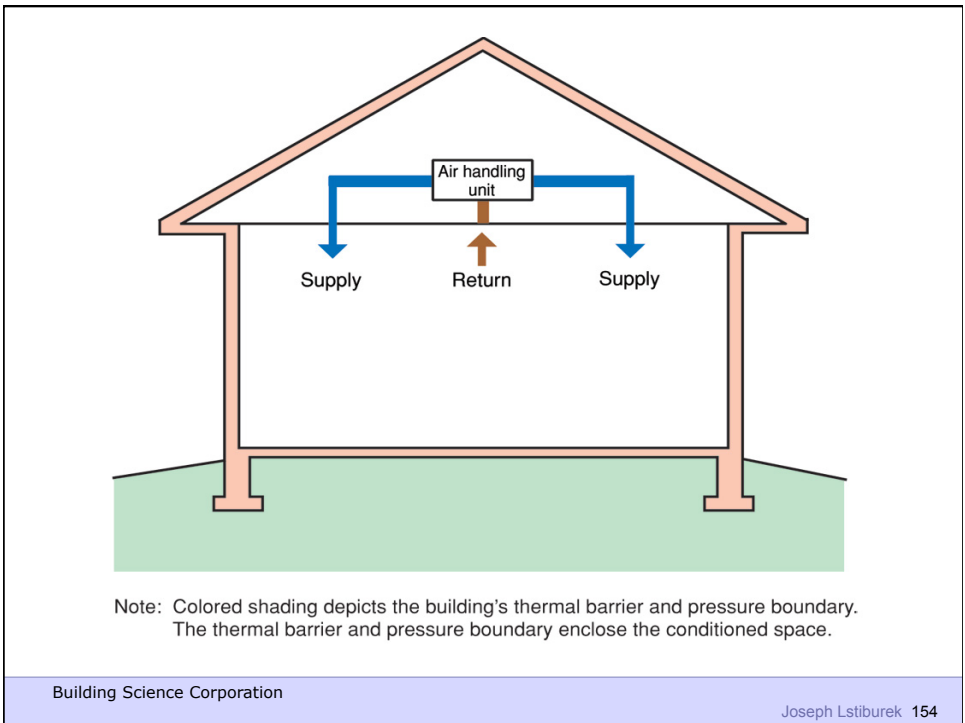 Air handling
unit
Supply
Return
Supply
Note: Colored shading depicts the building's thermal barrier and pressure boundary.
The thermal barrier and pressure boundary enclose the conditioned space.
Building Science Corporation
Joseph Lstiburek 154